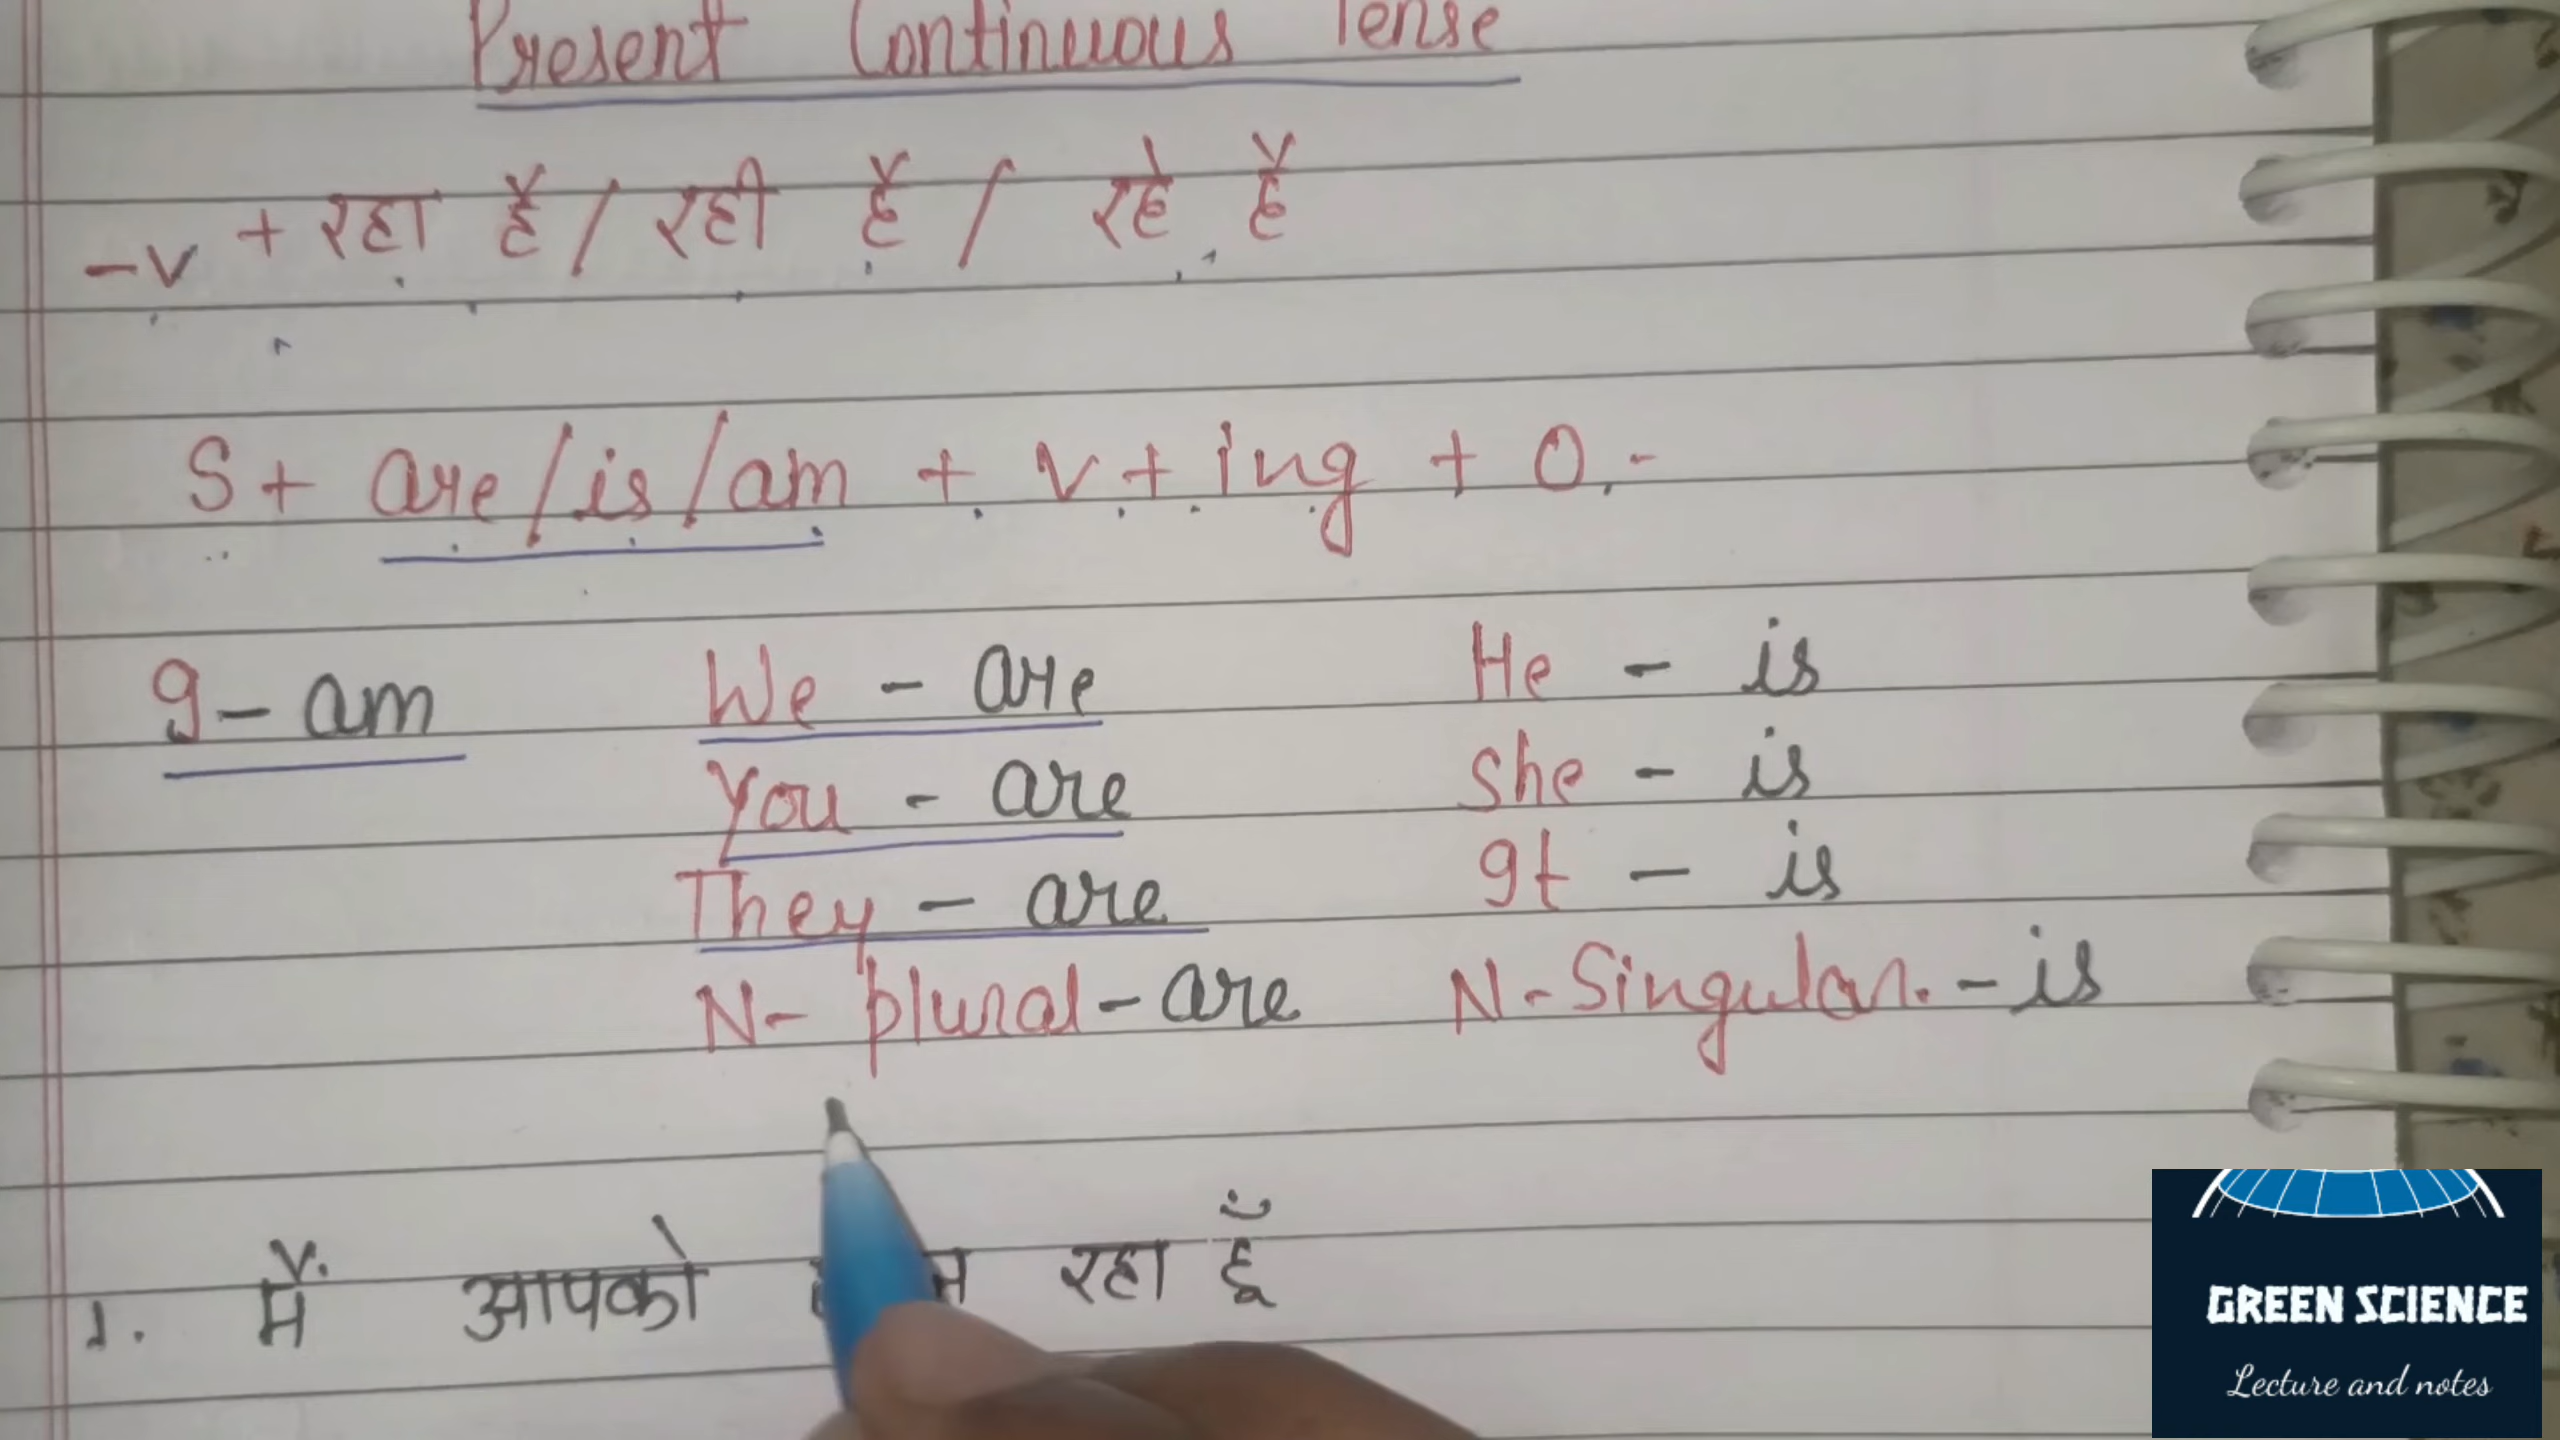 Present Continuous Tense
-v + रहा हैं / रही हैं / रहे हैं
S + are / is / am + v + ing + O.-
I - am We - are He - is
You - are She - is
They - are It - is
N- plural - are N-Singular. - is
1. मैं आपको रहा हूँ
GREEN SCIENCE
Lecture and notes